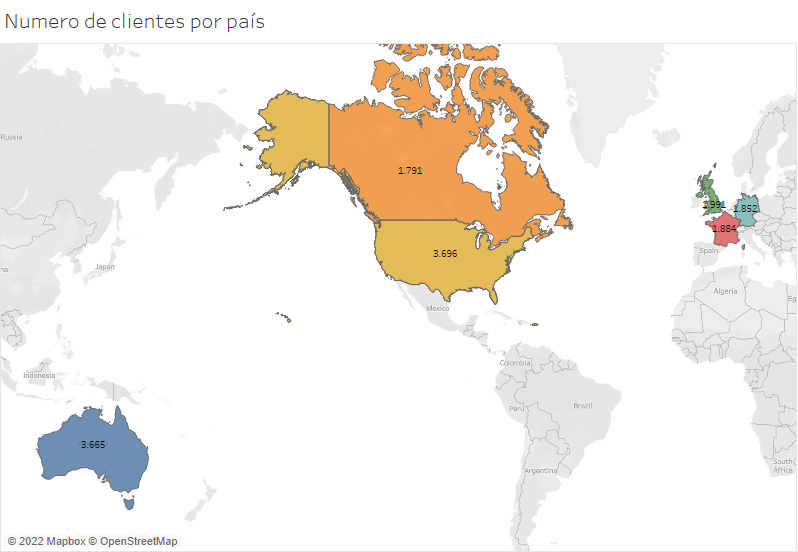 Numero de clientes por país
Russia
1.791
1.991
1.852
1.884
3.696
Spain
Japan
Algeria
Mexico
Colombia
Indonesia
Peru
Brazil
3.665
South
Africa
Argentina
© 2022 Mapbox © OpenStreetMap